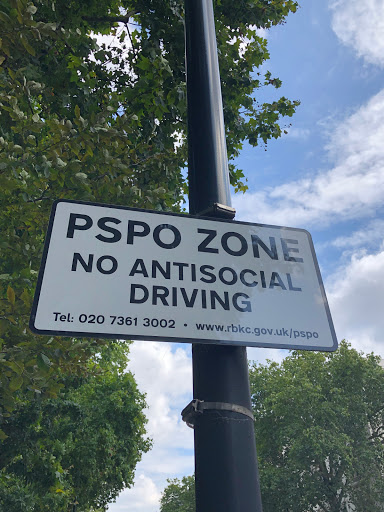 PSPO ZONE
NO ANTISOCIAL
DRIVING
Tel: 020 7361 3002 • www.rbkc.gov.uk/pspo